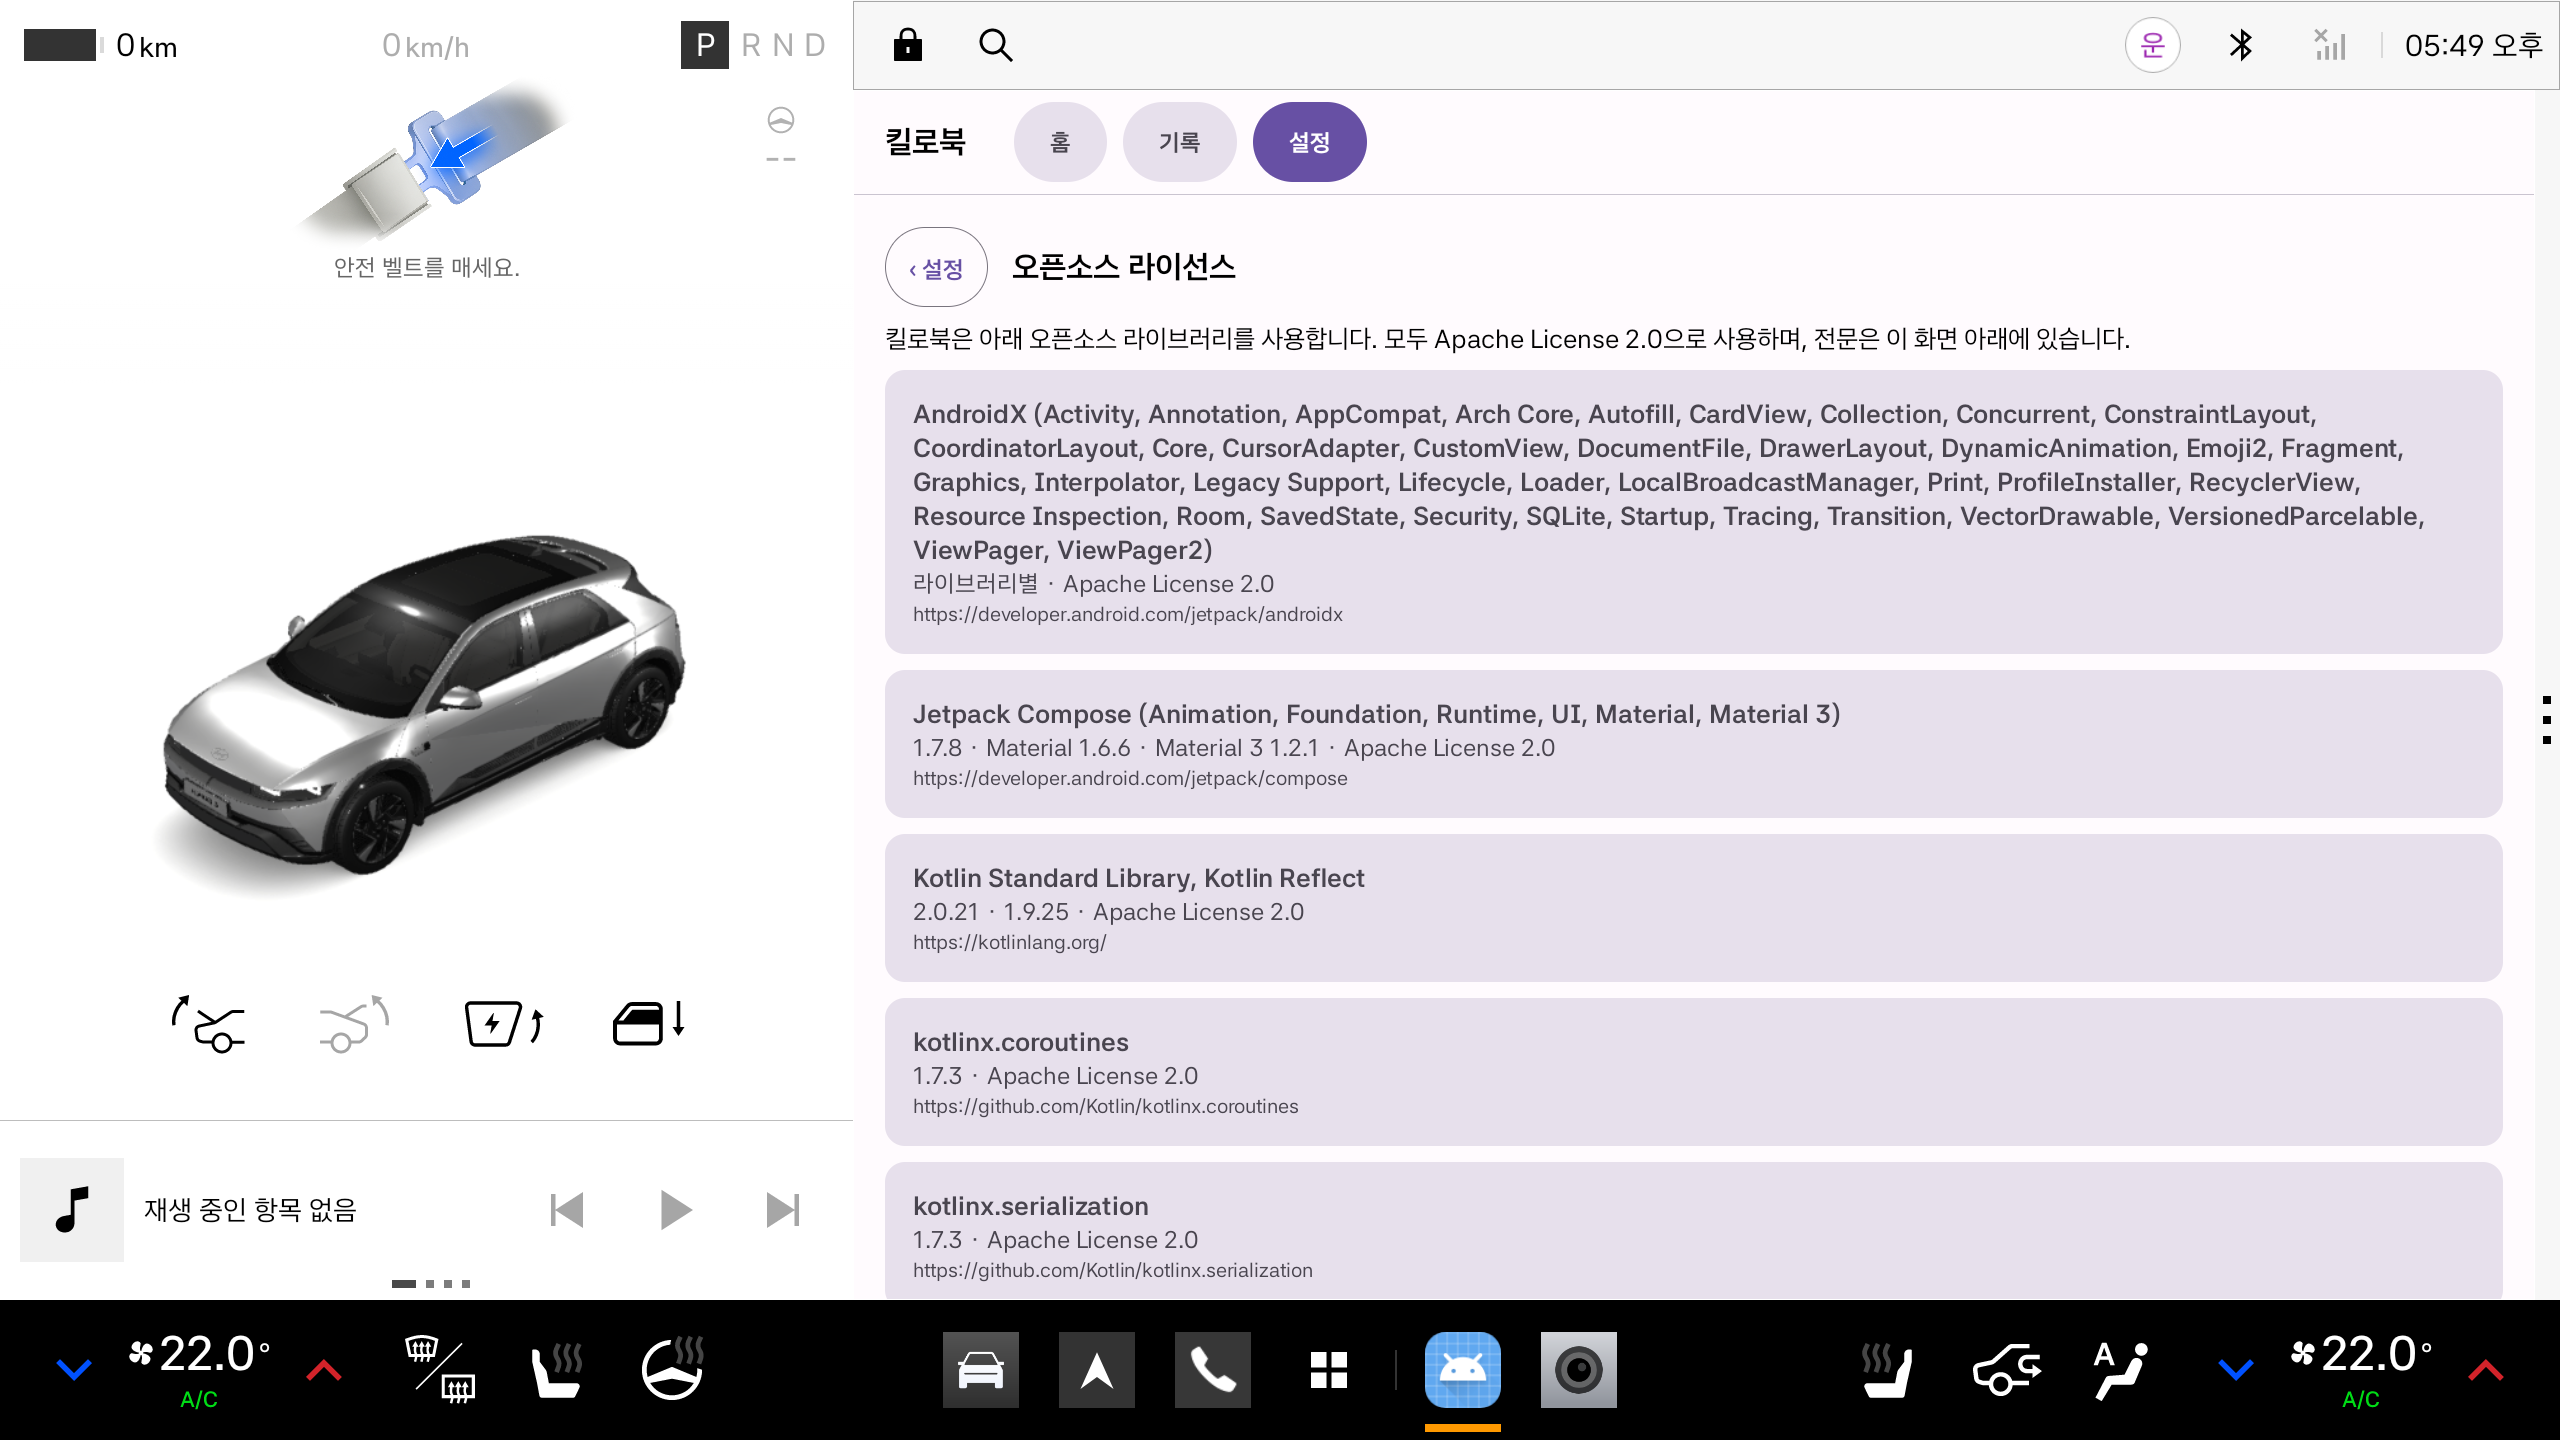 0 km
0 km/h
P R N D
안전 벨트를 매세요.
재생 중인 항목 없음
운
05:49 오후
킬로북
홈
기록
설정
‹ 설정
오픈소스 라이선스
킬로북은 아래 오픈소스 라이브러리를 사용합니다. 모두 Apache License 2.0으로 사용하며, 전문은 이 화면 아래에 있습니다.
AndroidX (Activity, Annotation, AppCompat, Arch Core, Autofill, CardView, Collection, Concurrent, ConstraintLayout,
CoordinatorLayout, Core, CursorAdapter, CustomView, DocumentFile, DrawerLayout, DynamicAnimation, Emoji2, Fragment,
Graphics, Interpolator, Legacy Support, Lifecycle, Loader, LocalBroadcastManager, Print, ProfileInstaller, RecyclerView,
Resource Inspection, Room, SavedState, Security, SQLite, Startup, Tracing, Transition, VectorDrawable, VersionedParcelable,
ViewPager, ViewPager2)
라이브러리별 · Apache License 2.0
https://developer.android.com/jetpack/androidx
Jetpack Compose (Animation, Foundation, Runtime, UI, Material, Material 3)
1.7.8 · Material 1.6.6 · Material 3 1.2.1 · Apache License 2.0
https://developer.android.com/jetpack/compose
Kotlin Standard Library, Kotlin Reflect
2.0.21 · 1.9.25 · Apache License 2.0
https://kotlinlang.org/
kotlinx.coroutines
1.7.3 · Apache License 2.0
https://github.com/Kotlin/kotlinx.coroutines
kotlinx.serialization
1.7.3 · Apache License 2.0
https://github.com/Kotlin/kotlinx.serialization
22.0°
A/C
A
22.0°
A/C